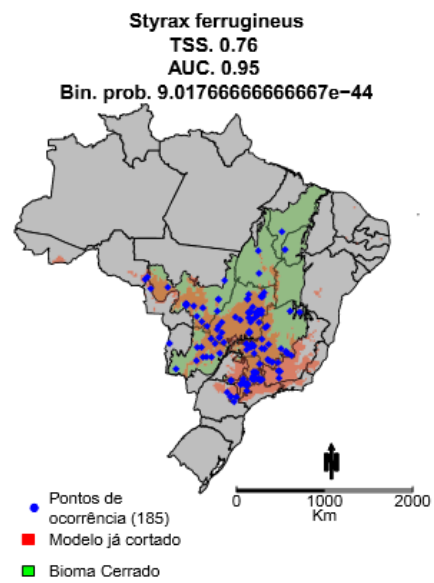 Styrax ferrugineus
TSS. 0.76
AUC. 0.95
Bin. prob. 9.01766666666667e−44
N
0 1000 2000
Km
Pontos de
ocorrência (185)
Modelo já cortado
Bioma Cerrado